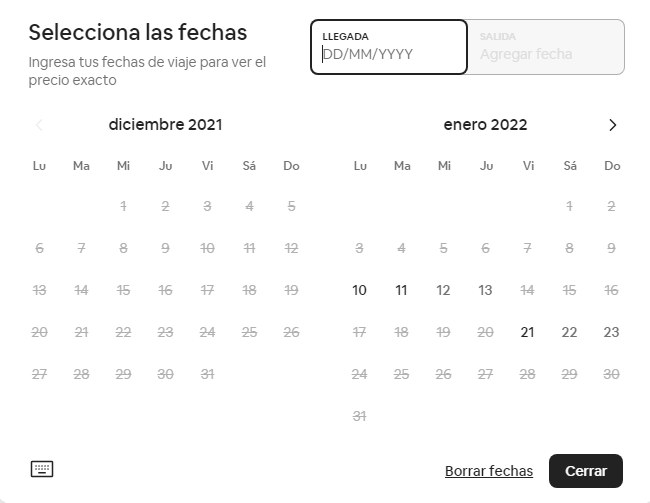 Selecciona las fechas
Ingresa tus fechas de viaje para ver el
precio exacto
LLEGADA
DD/MM/YYYY
SALIDA
Agregar fecha
diciembre 2021
Lu Ma Mi Ju Vi Sá Do
1 2 3 4 5
6 7 8 9 10 11 12
13 14 15 16 17 18 19
20 21 22 23 24 25 26
27 28 29 30 31
enero 2022
Lu Ma Mi Ju Vi Sá Do
1 2
3 4 5 6 7 8 9
10 11 12 13 14 15 16
17 18 19 20 21 22 23
24 25 26 27 28 29 30
31
Borrar fechas
Cerrar